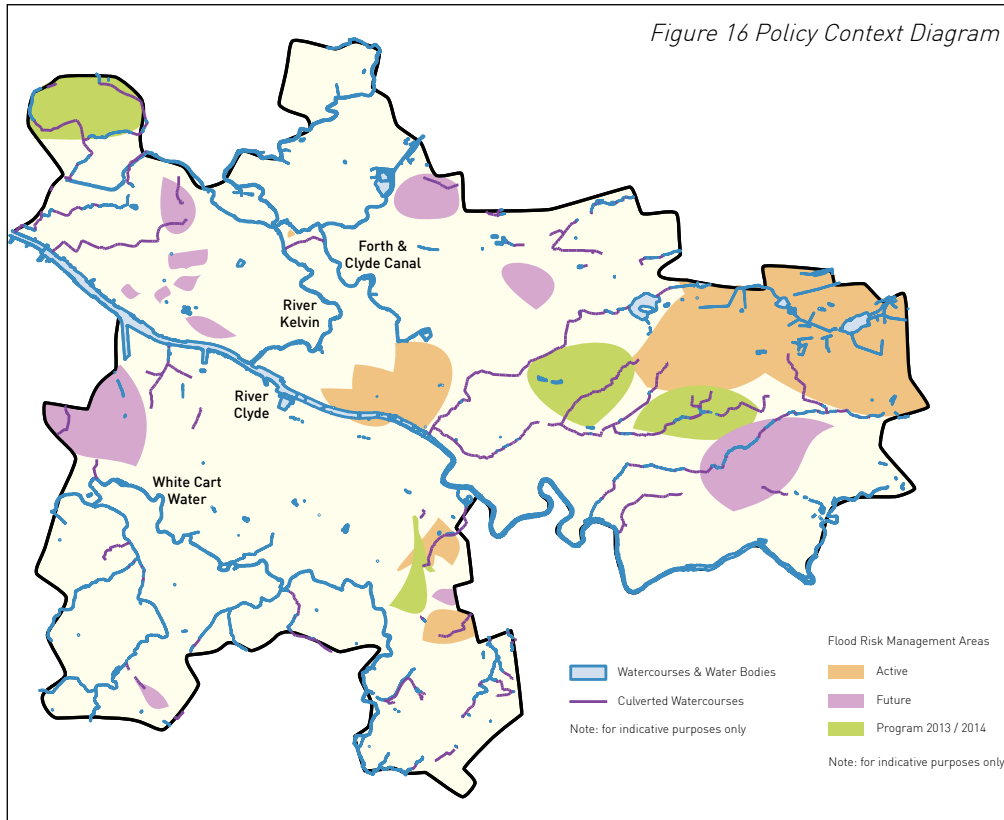 Figure 16 Policy Context Diagram
Forth &
Clyde Canal
River
Kelvin
River
Clyde
White Cart
Water
Watercourses & Water Bodies
Culverted Watercourses
Note: for indicative purposes only
Flood Risk Management Areas
Active
Future
Program 2013 / 2014
Note: for indicative purposes only